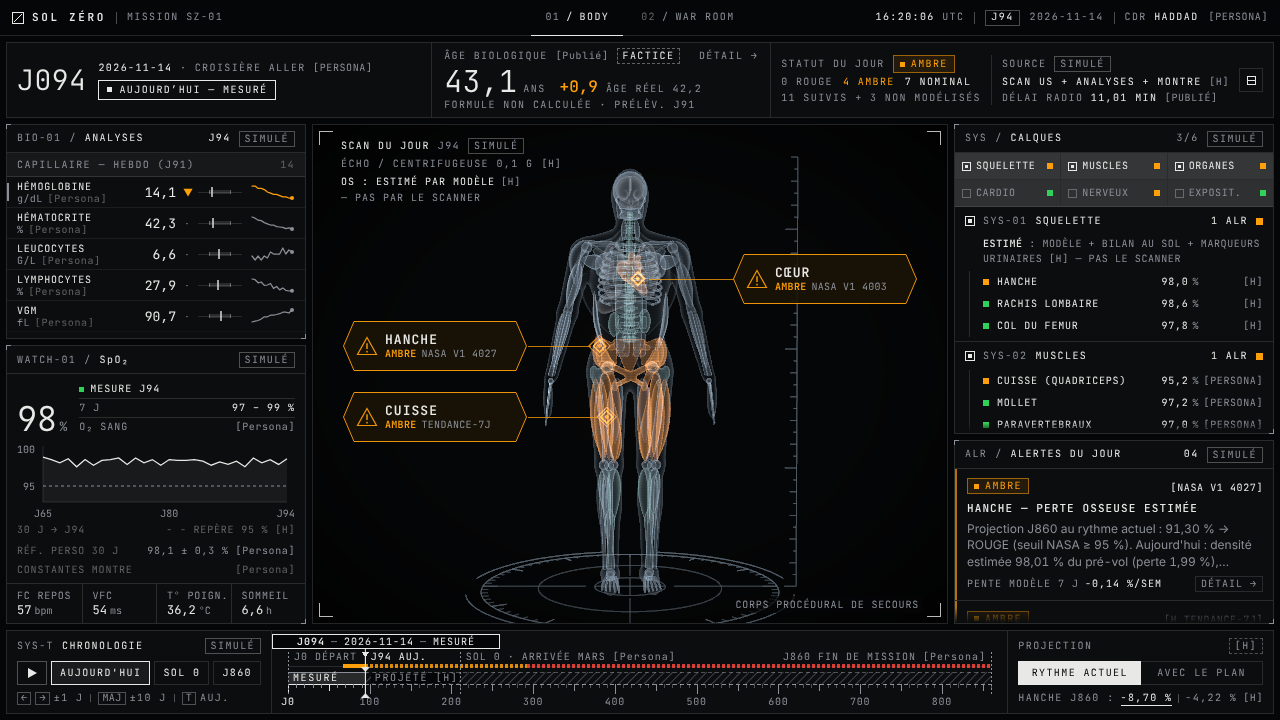 SOL ZÉRO | MISSION SZ-01
01 / BODY
02 / WAR ROOM
16:20:06 UTC | J94 2026-11-14 | CDR HADDAD [PERSONA]
J094
2026-11-14 · CROISIÈRE ALLER [PERSONA]
AUJOURD'HUI — MESURÉ
ÂGE BIOLOGIQUE [Publié] FACTICE DÉTAIL →
43,1 ANS +0,9 ÂGE RÉEL 42,2
FORMULE NON CALCULÉE · PRÉLÈV. J91
STATUT DU JOUR AMBRE
0 ROUGE 4 AMBRE 7 NOMINAL
11 SUIVIS + 3 NON MODÉLISÉS
SOURCE SIMULÉ
SCAN US + ANALYSES + MONTRE [H]
DÉLAI RADIO 11,01 MIN [PUBLIÉ]
BIO-01 / ANALYSES J94 SIMULÉ
CAPILLAIRE — HEBDO (J91) 14
HÉMOGLOBINE
g/dL [Persona]
14,1 ▼
HÉMATOCRITE
% [Persona]
42,3 ·
LEUCOCYTES
G/L [Persona]
6,6 ·
LYMPHOCYTES
% [Persona]
27,9 ·
VGM
fL [Persona]
90,7 ·
WATCH-01 / SpO₂ SIMULÉ
98 %
MESURE J94
7 J 97 – 99 %
O₂ SANG [Persona]
100
95
J65 J80 J94
30 J → J94 - - REPÈRE 95 % [H]
RÉF. PERSO 30 J 98,1 ± 0,3 % [Persona]
CONSTANTES MONTRE [Persona]
FC REPOS
57 bpm
VFC
54 ms
T° POIGN.
36,2 °C
SOMMEIL
6,6 h
SCAN DU JOUR J94 SIMULÉ
ÉCHO / CENTRIFUGEUSE 0,1 G [H]
OS : ESTIMÉ PAR MODÈLE [H]
— PAS PAR LE SCANNER
CŒUR
AMBRE NASA V1 4003
HANCHE
AMBRE NASA V1 4027
CUISSE
AMBRE TENDANCE-7J
CORPS PROCÉDURAL DE SECOURS
SYS / CALQUES 3/6 SIMULÉ
SQUELETTE MUSCLES ORGANES
CARDIO NERVEUX EXPOSIT.
SYS-01 SQUELETTE 1 ALR
ESTIMÉ : MODÈLE + BILAN AU SOL + MARQUEURS
URINAIRES [H] — PAS LE SCANNER
HANCHE 98,0 % [H]
RACHIS LOMBAIRE 98,6 % [H]
COL DU FEMUR 97,8 % [H]
SYS-02 MUSCLES 1 ALR
CUISSE (QUADRICEPS) 95,2 % [PERSONA]
MOLLET 97,2 % [PERSONA]
PARAVERTEBRAUX 97,0 % [PERSONA]
ALR / ALERTES DU JOUR 04 SIMULÉ
AMBRE [NASA V1 4027]
HANCHE — PERTE OSSEUSE ESTIMÉE
Projection J860 au rythme actuel : 91,30 % →
ROUGE (seuil NASA ≥ 95 %). Aujourd'hui : densité
estimée 98,01 % du pré-vol (perte 1,99 %),…
PENTE MODÈLE 7 J -0,14 %/SEM DÉTAIL →
AMBRE [H TENDANCE-7J]
SYS-T CHRONOLOGIE SIMULÉ
AUJOURD'HUI SOL 0 J860
← → ±1 J | MAJ ±10 J | T AUJ.
J094 — 2026-11-14 — MESURÉ
J0 DÉPART J94 AUJ. SOL 0 · ARRIVÉE MARS [Persona] J860 FIN DE MISSION [Persona]
MESURÉ PROJETÉ [H]
J0 100 200 300 400 500 600 700 800
PROJECTION [H]
RYTHME ACTUEL AVEC LE PLAN
HANCHE J860 : -8,70 % | -4,22 % [H]